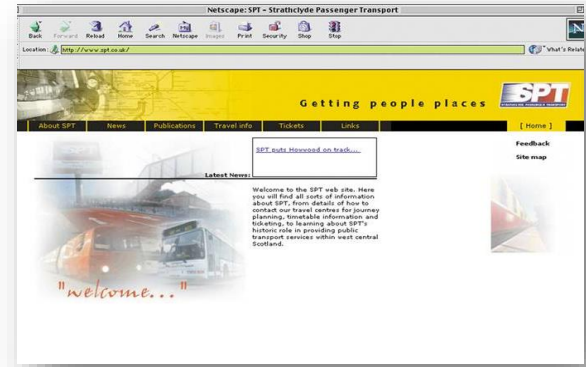 Netscape: SPT - Strathclyde Passenger Transport
Back Forward Reload Home Search Netscape Images Print Security Shop Stop
Location: http://www.spt.co.uk/
What's Relate
Getting people places
SPT
About SPT News Publications Travel info Tickets Links [ Home ]
SPT puts Howwood on track...
Latest News:
Feedback
Site map
Welcome to the SPT web site. Here
you will find all sorts of information
about SPT, from details of how to
contact our travel centres for journey
planning, timetable information and
ticketing, to learning about SPT's
historic role in providing public
transport services within west central
Scotland.
"welcome..."